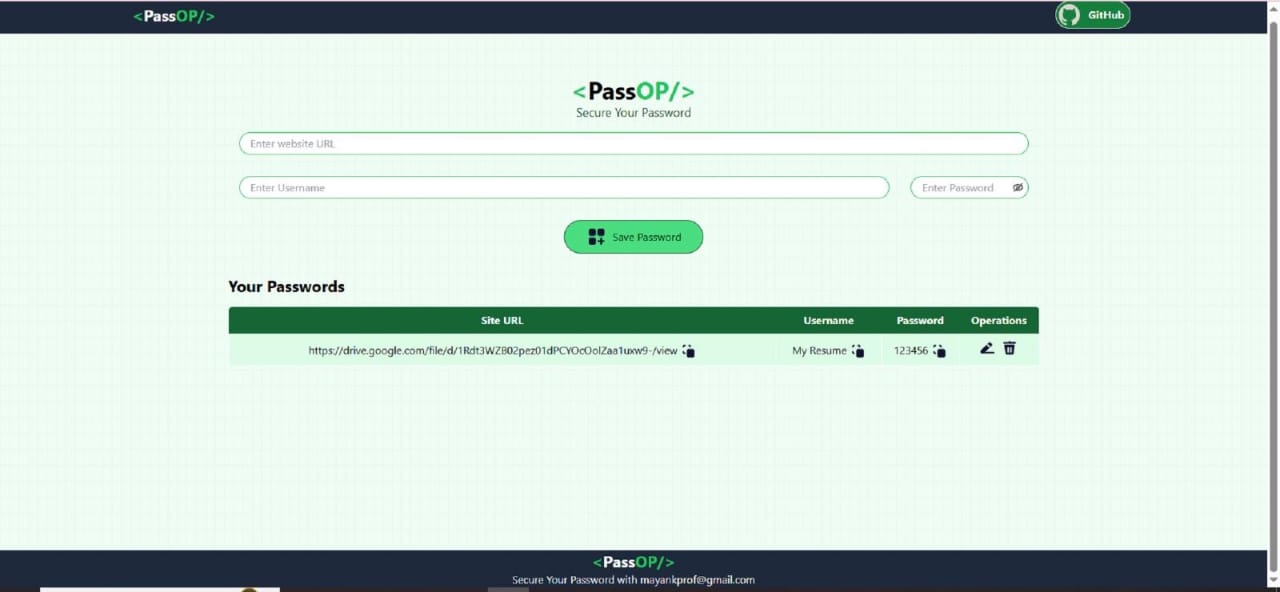 <PassOP/>
GitHub
<PassOP/>
Secure Your Password
Enter website URL
Enter Username
Enter Password
Save Password
Your Passwords
Site URL Username Password Operations
https://drive.google.com/file/d/1Rdt3WZB02pez01dPCYOcOolZaa1uxw9-/view My Resume 123456
<PassOP/>
Secure Your Password with mayankprof@gmail.com